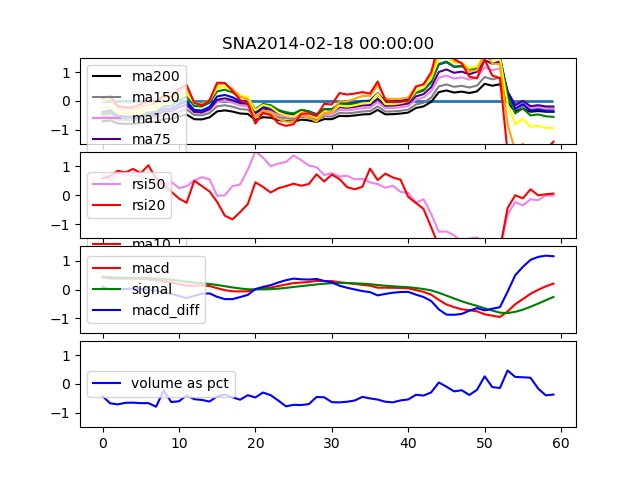 SNA2014-02-18 00:00:00
1
0
−1
ma200
ma150
ma100
ma75
1
0
−1
rsi50
rsi20
ma10
1
0
−1
macd
signal
macd_diff
1
0
−1
volume as pct
0 10 20 30 40 50 60